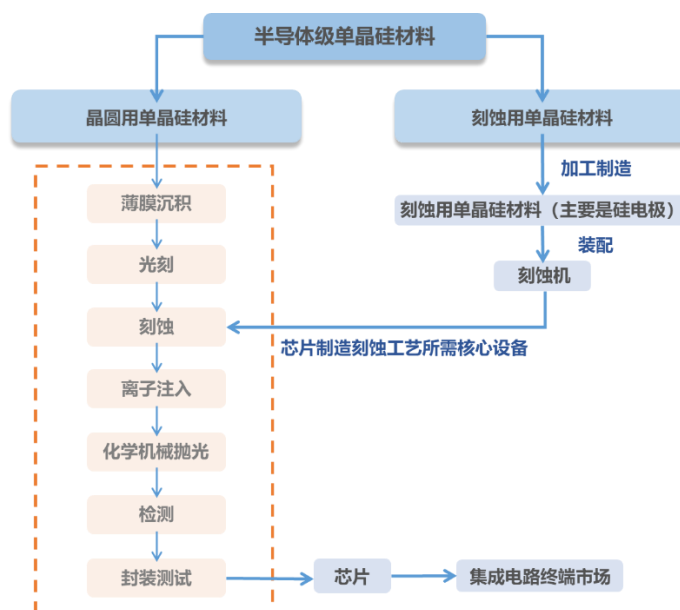 半导体级单晶硅材料
晶圆用单晶硅材料
刻蚀用单晶硅材料
加工制造
薄膜沉积
刻蚀用单晶硅材料（主要是硅电极）
装配
光刻
刻蚀机
刻蚀
芯片制造刻蚀工艺所需核心设备
离子注入
化学机械抛光
检测
封装测试
芯片
集成电路终端市场